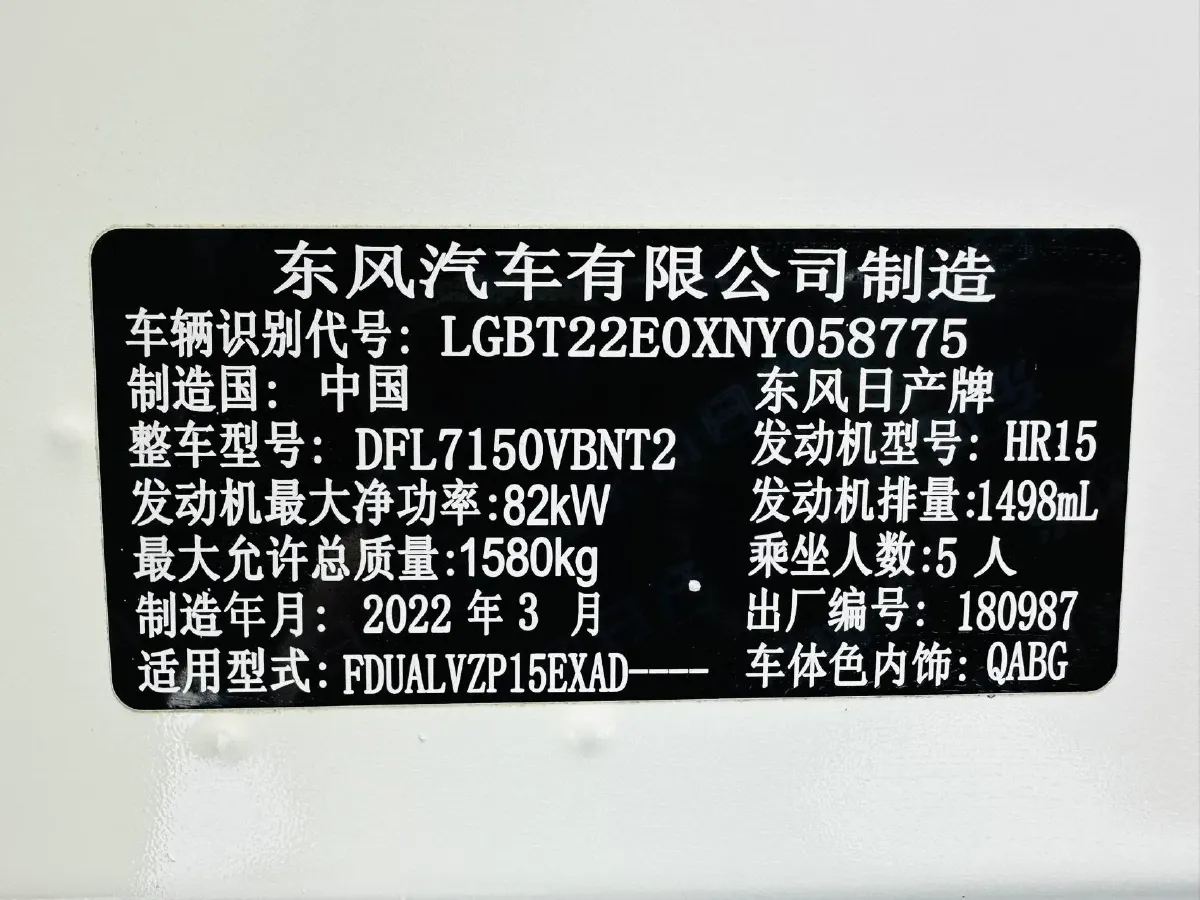 东风汽车有限公司制造
车辆识别代号: LGBT22E0XNY058775
制造国: 中国 东风日产牌
整车型号: DFL7150VBNT2 发动机型号: HR15
发动机最大净功率:82kW 发动机排量:1498mL
最大允许总质量:1580kg 乘坐人数:5 人
制造年月: 2022 年 3 月 出厂编号: 180987
适用型式:FDUALVZP15EXAD---- 车体色内饰: QABG